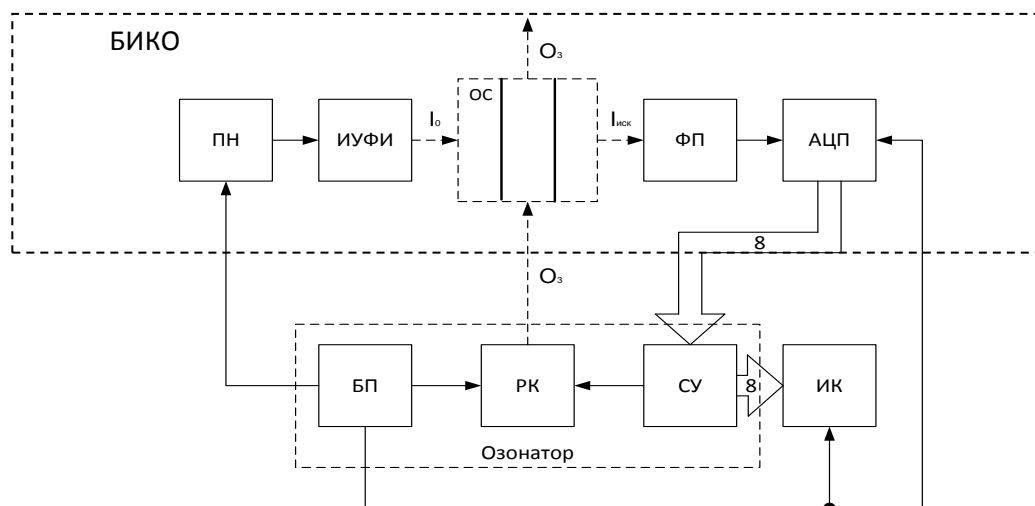 БИКО
O₃
ОС
ПН
ИУФИ
I₀
Iиск
ФП
АЦП
8
O₃
БП
РК
СУ
8
ИК
Озонатор